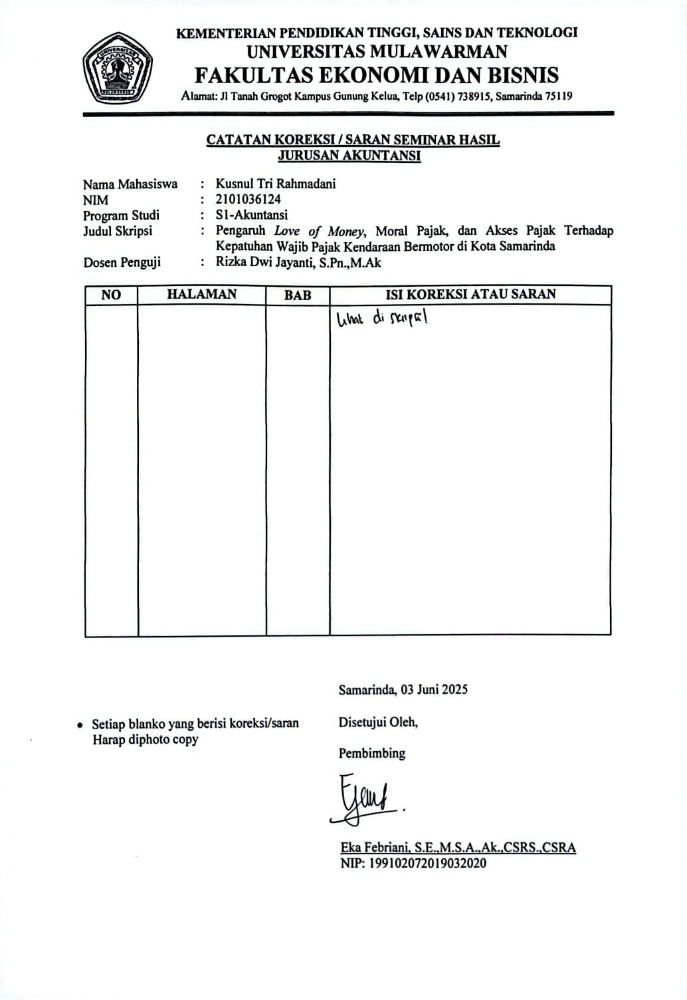 KEMENTERIAN PENDIDIKAN TINGGI, SAINS DAN TEKNOLOGI
UNIVERSITAS MULAWARMAN
FAKULTAS EKONOMI DAN BISNIS
Alamat: Jl Tanah Grogot Kampus Gunung Kelua, Telp (0541) 738915, Samarinda 75119
CATATAN KOREKSI / SARAN SEMINAR HASIL
JURUSAN AKUNTANSI
Nama Mahasiswa : Kusnul Tri Rahmadani
NIM : 2101036124
Program Studi : S1-Akuntansi
Judul Skripsi : Pengaruh Love of Money, Moral Pajak, dan Akses Pajak Terhadap
Kepatuhan Wajib Pajak Kendaraan Bermotor di Kota Samarinda
Dosen Penguji : Rizka Dwi Jayanti, S.Pn.,M.Ak
NO HALAMAN BAB ISI KOREKSI ATAU SARAN
lihat di
Samarinda, 03 Juni 2025
• Setiap blanko yang berisi koreksi/saran
Harap diphoto copy
Disetujui Oleh,
Pembimbing
Eka Febriani, S.E.,M.S.A.,Ak.,CSRS.,CSRA
NIP: 199102072019032020